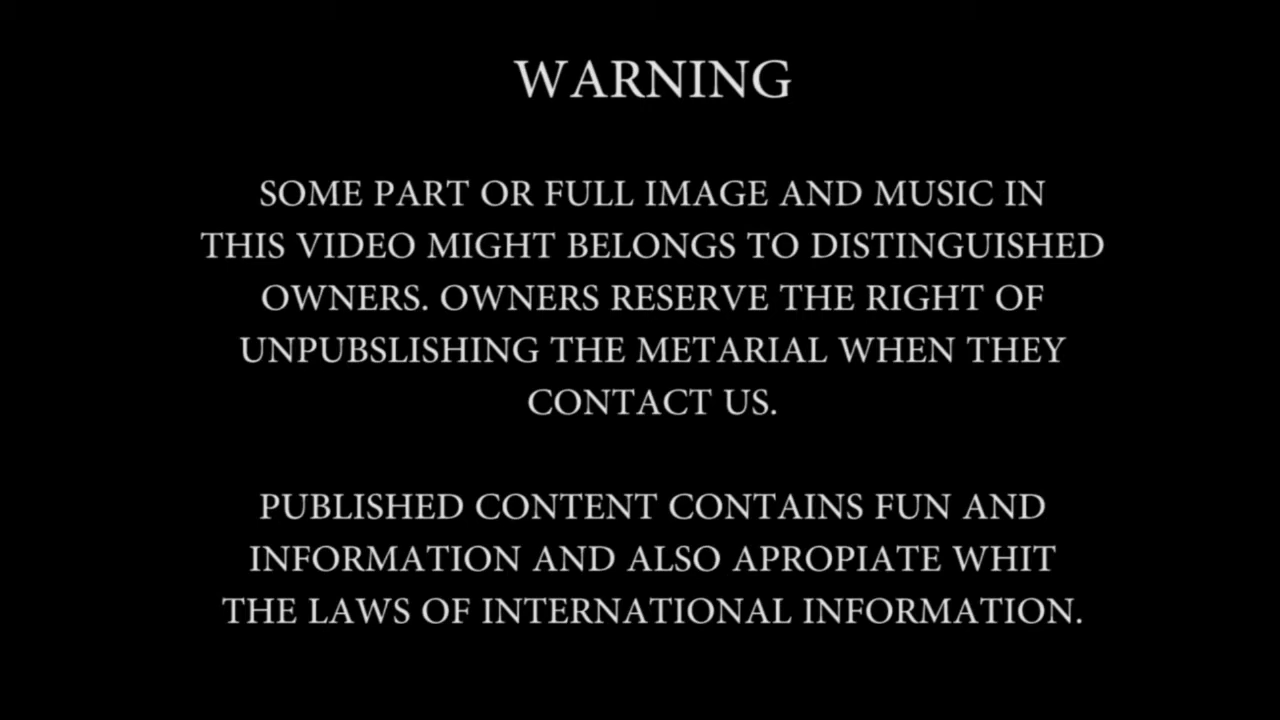 WARNING
SOME PART OR FULL IMAGE AND MUSIC IN
THIS VIDEO MIGHT BELONGS TO DISTINGUISHED
OWNERS. OWNERS RESERVE THE RIGHT OF
UNPUBSLISHING THE METARIAL WHEN THEY
CONTACT US.
PUBLISHED CONTENT CONTAINS FUN AND
INFORMATION AND ALSO APROPIATE WHIT
THE LAWS OF INTERNATIONAL INFORMATION.